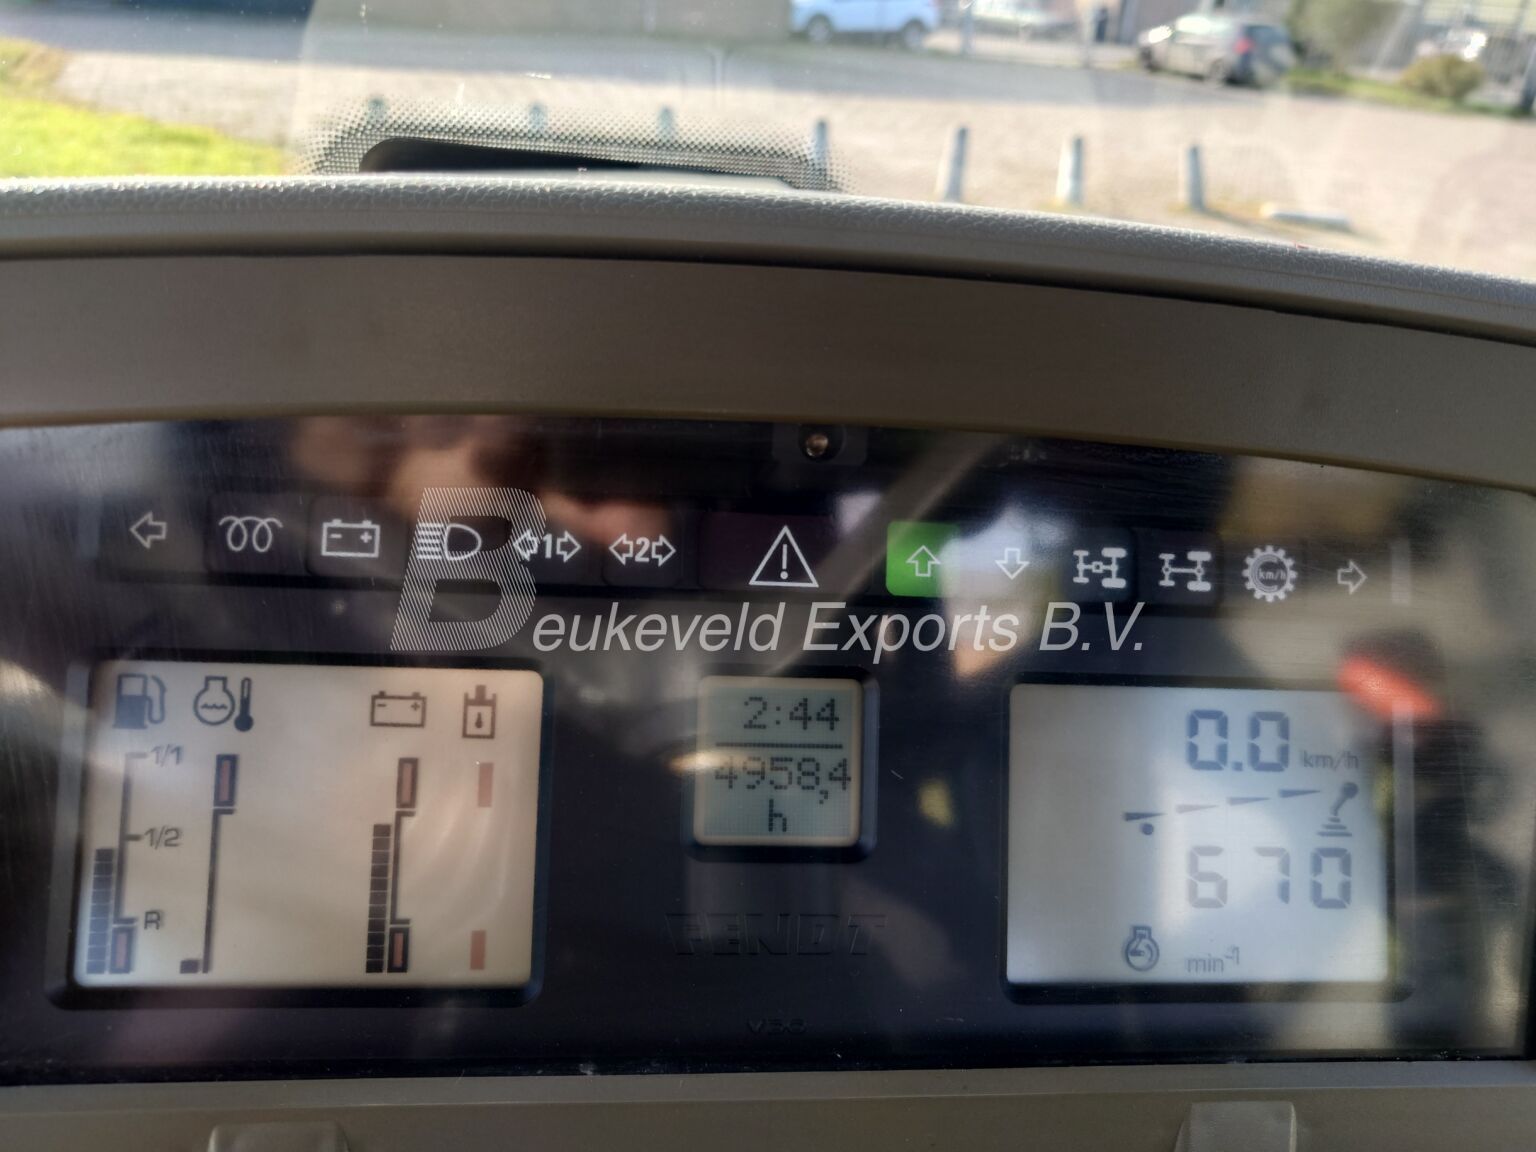 1
2
km/h
Beukeveld Exports B.V.
1/1
1/2
R
2:44
4958,4
h
0.0 km/h
670
min-1
FENDT